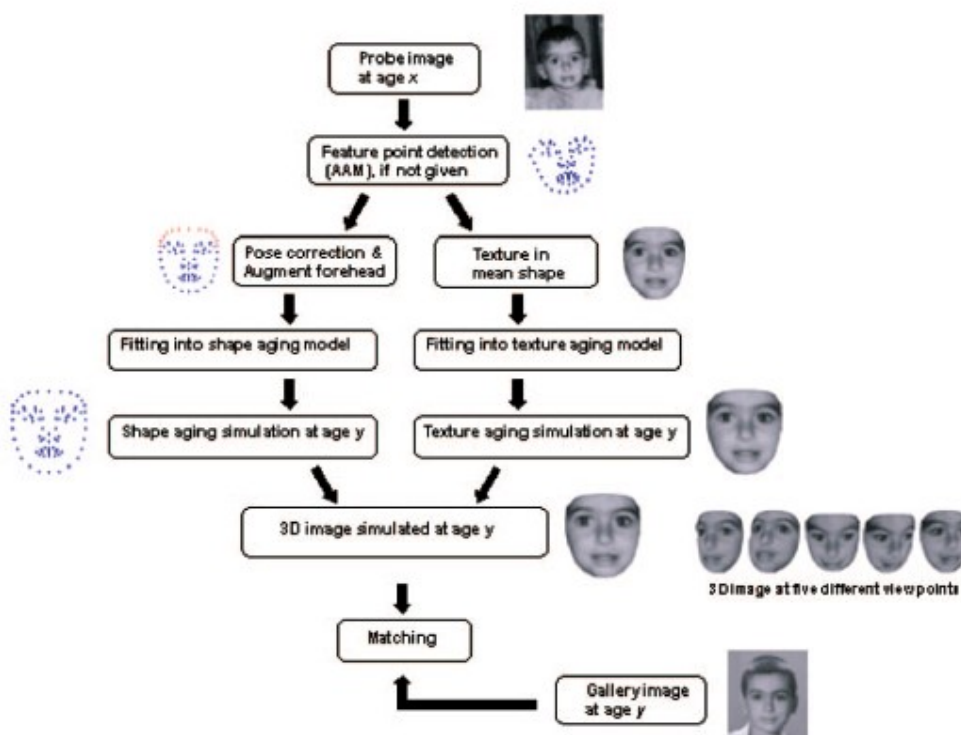 Probe image
at age x
Feature point detection
(AAM), if not given
Pose correction &
Augment forehead
Texture in
mean shape
Fitting into shape aging model
Fitting into texture aging model
Shape aging simulation at age y
Texture aging simulation at age y
3D image simulated at age y
3D image at five different view points
Matching
Gallery image
at age y